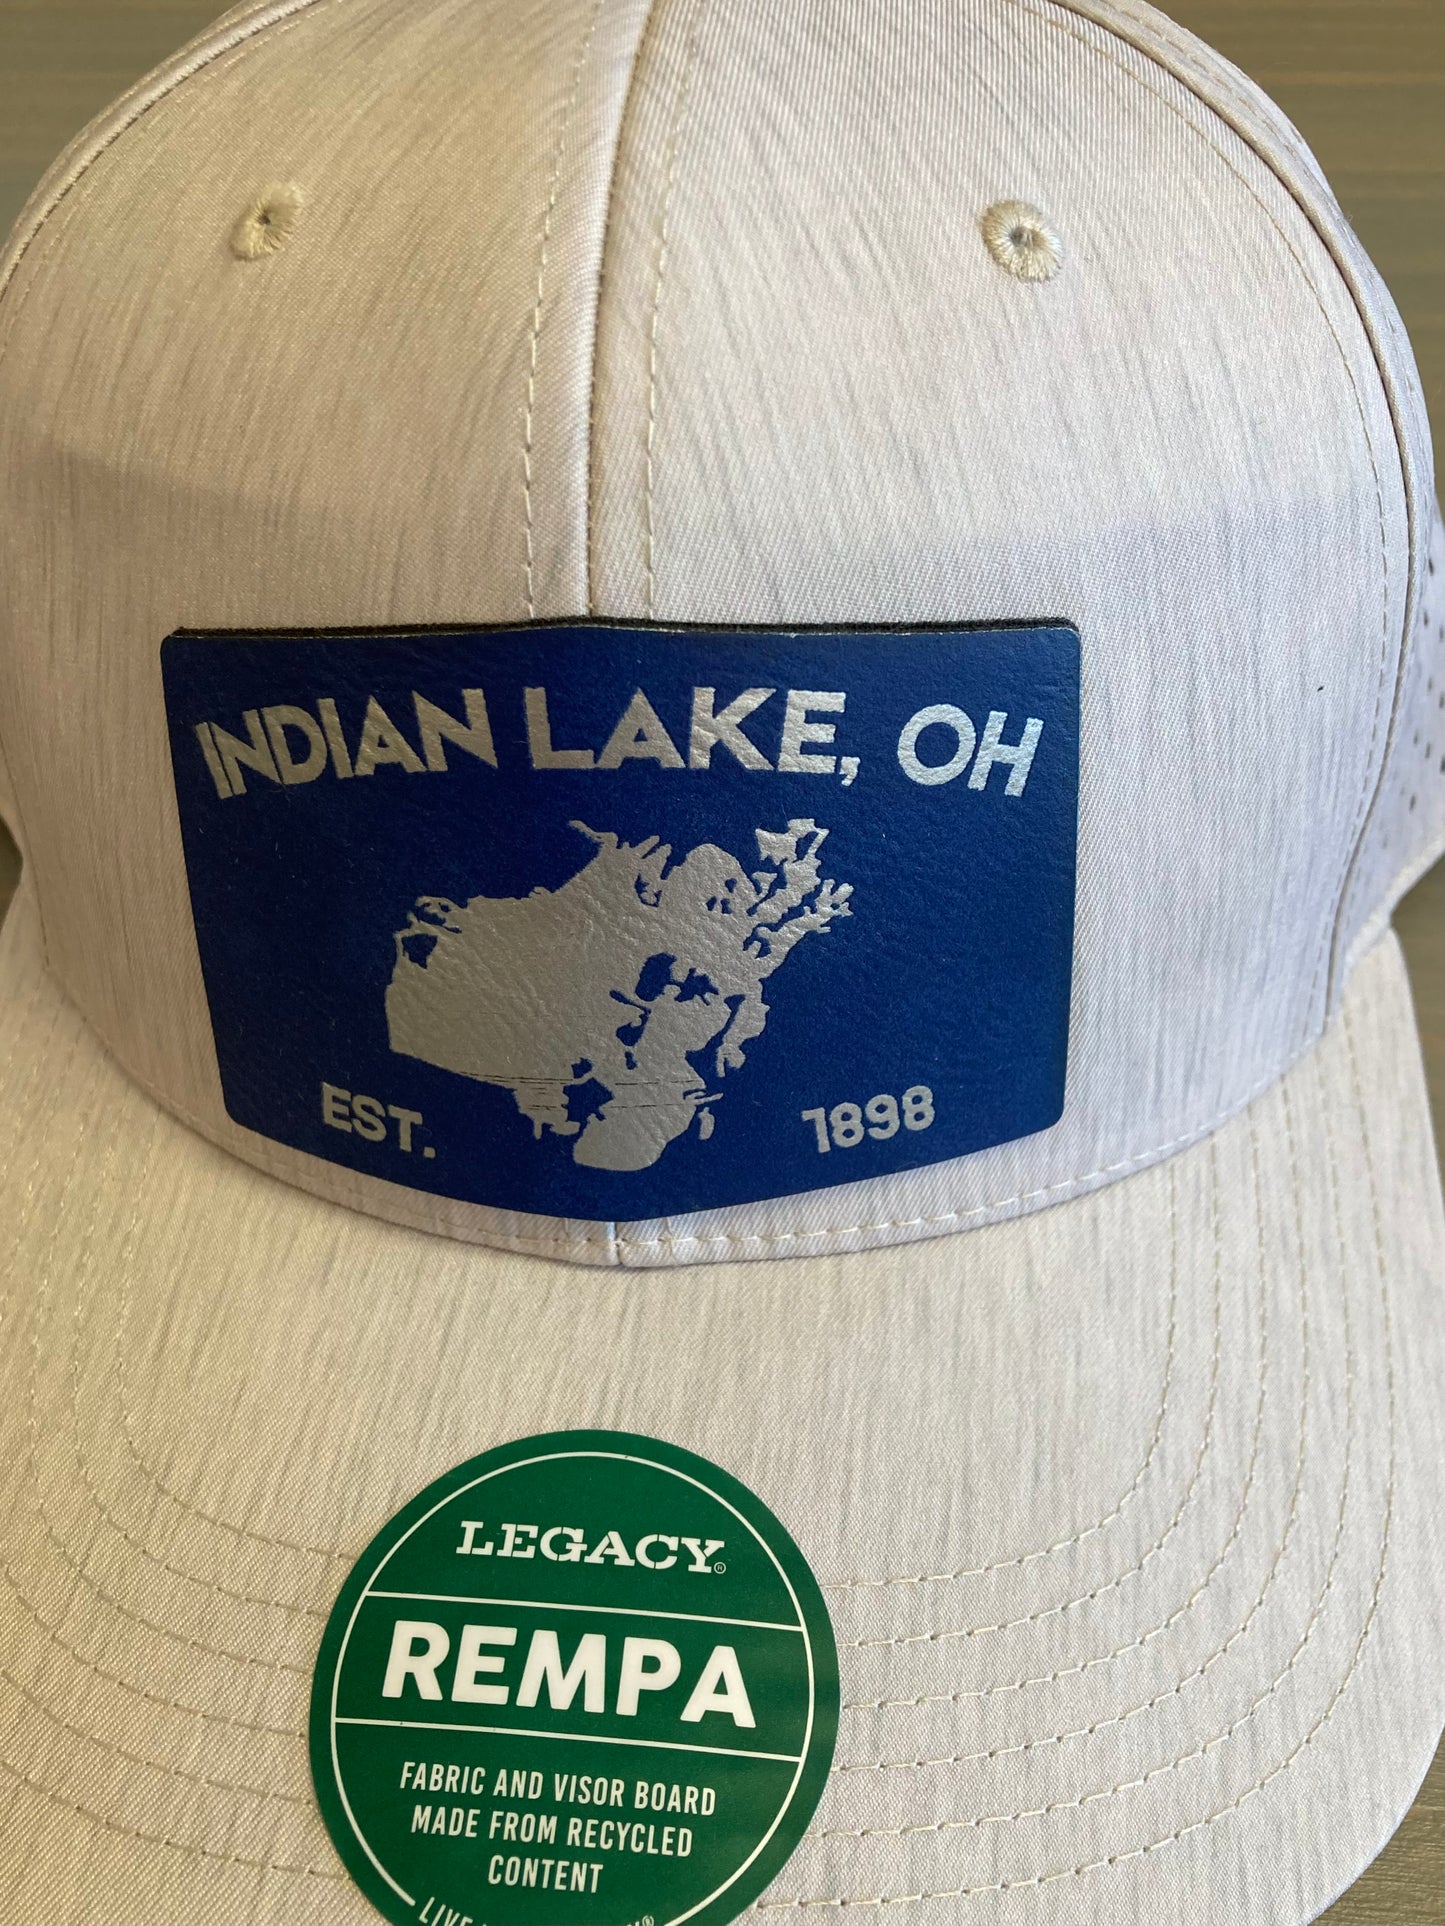 INDIAN LAKE, OH
EST. 1898
LEGACY®
REMPA
FABRIC AND VISOR BOARD
MADE FROM RECYCLED
CONTENT